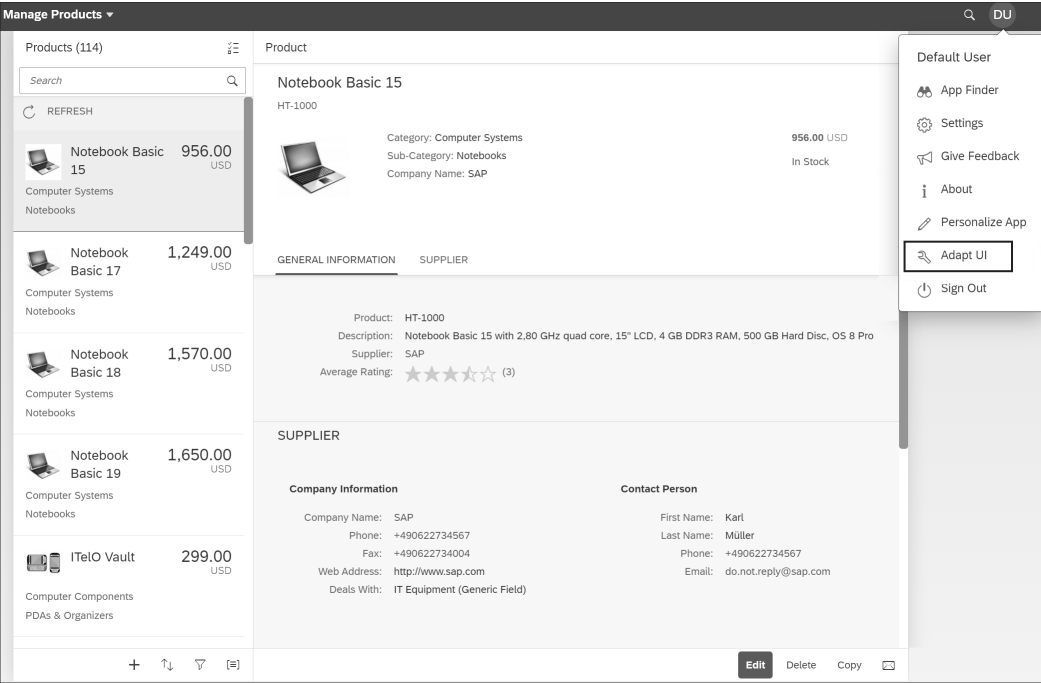 Manage Products
DU
Products (114)
Search
REFRESH
Notebook Basic 15
956.00
USD
Computer Systems
Notebooks
Notebook Basic 17
1,249.00
USD
Computer Systems
Notebooks
Notebook Basic 18
1,570.00
USD
Computer Systems
Notebooks
Notebook Basic 19
1,650.00
USD
Computer Systems
Notebooks
ITelO Vault
299.00
USD
Computer Components
PDAs & Organizers
Product
Notebook Basic 15
HT-1000
Category: Computer Systems
Sub-Category: Notebooks
Company Name: SAP
956.00 USD
In Stock
GENERAL INFORMATION
SUPPLIER
Product: HT-1000
Description: Notebook Basic 15 with 2,80 GHz quad core, 15" LCD, 4 GB DDR3 RAM, 500 GB Hard Disc, OS 8 Pro
Supplier: SAP
Average Rating: (3)
SUPPLIER
Company Information
Company Name: SAP
Phone: +490622734567
Fax: +490622734004
Web Address: http://www.sap.com
Deals With: IT Equipment (Generic Field)
Contact Person
First Name: Karl
Last Name: Müller
Phone: +490622734567
Email: do.not.reply@sap.com
Edit
Delete
Copy
Default User
App Finder
Settings
Give Feedback
About
Personalize App
Adapt UI
Sign Out